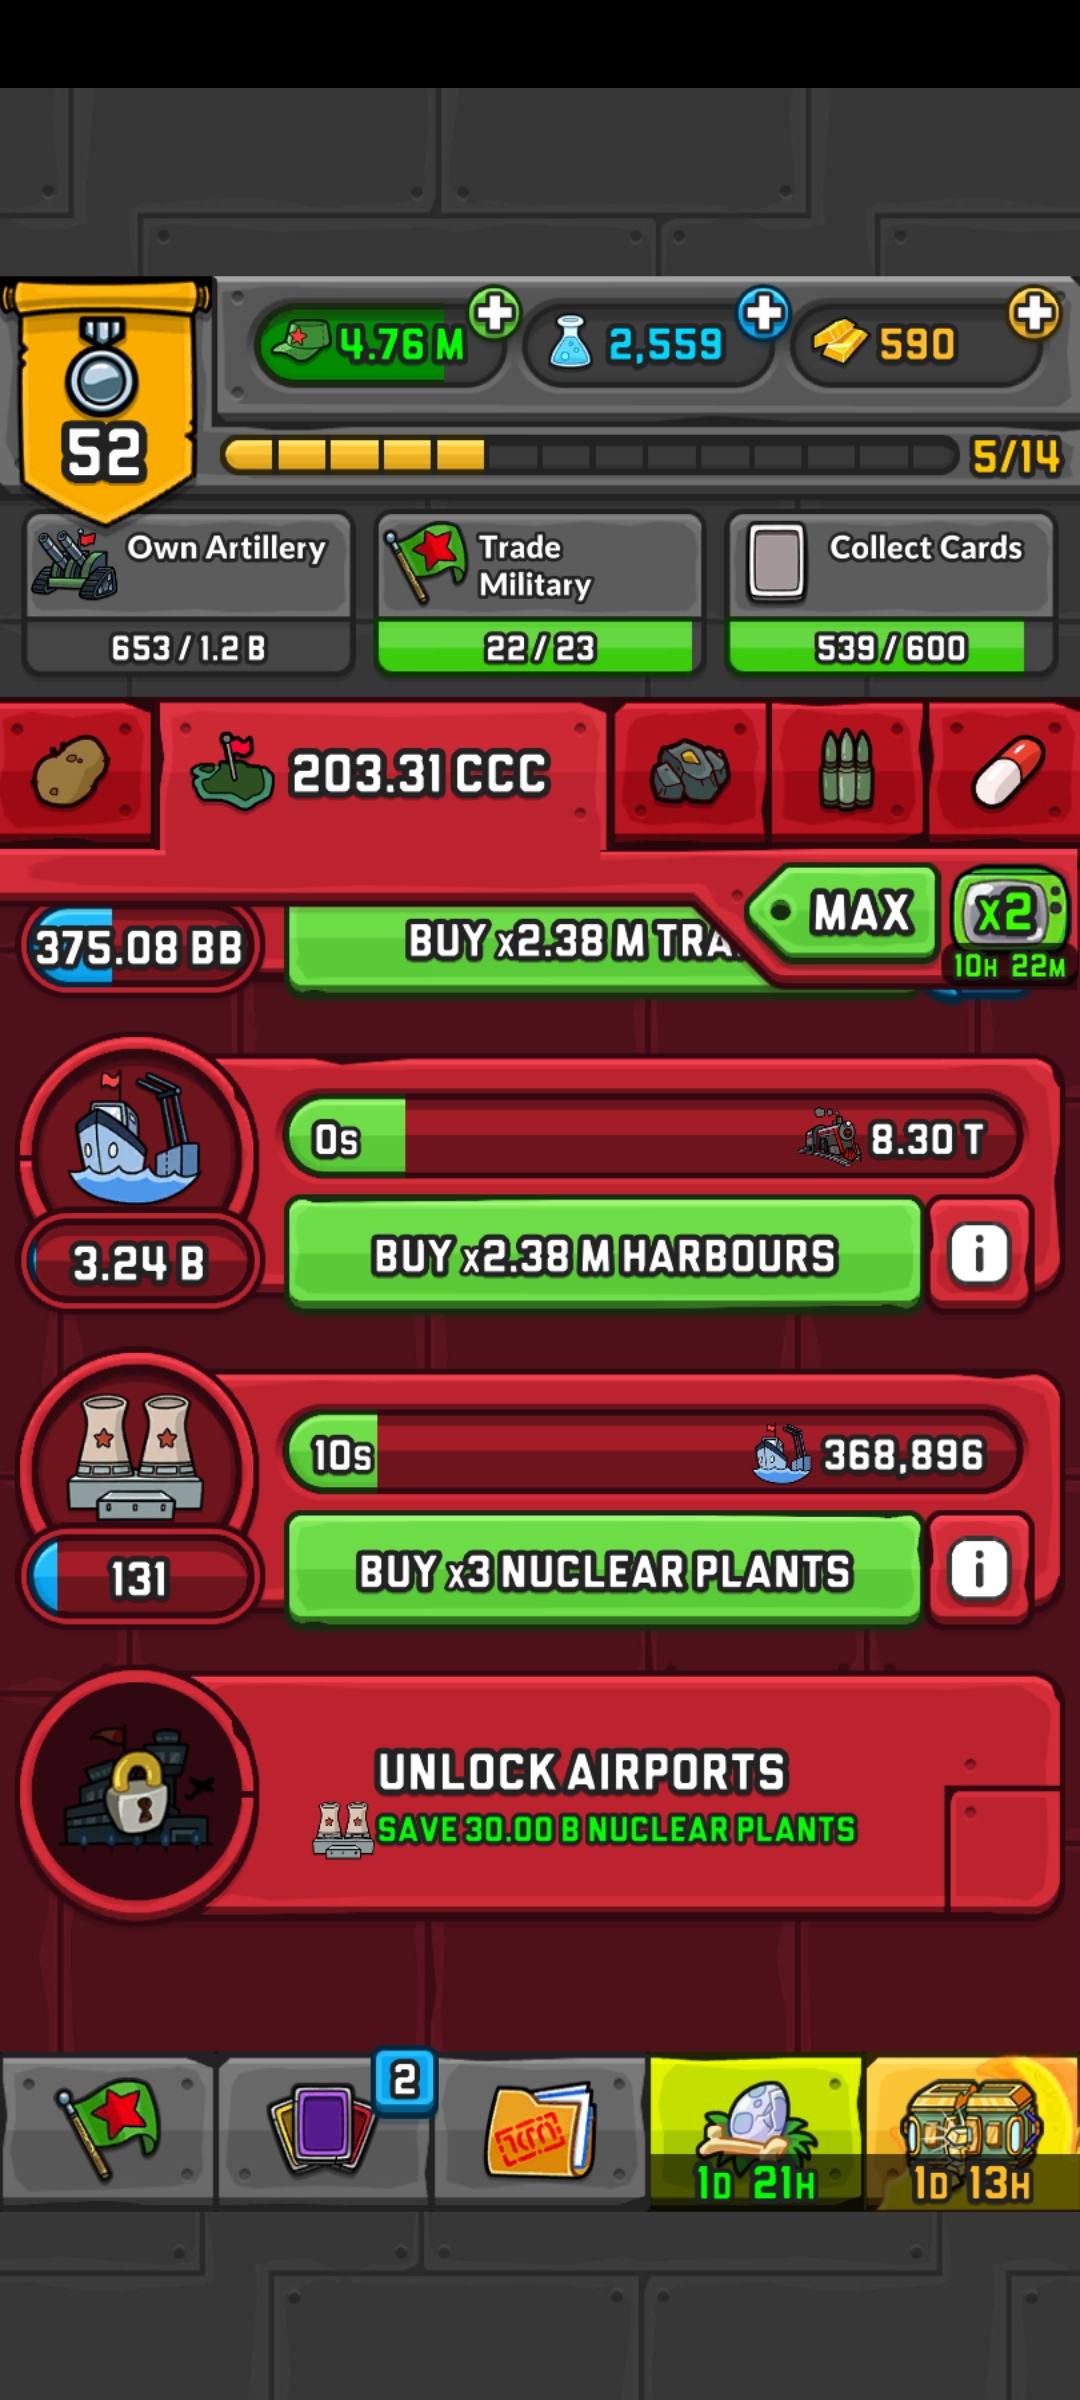 4.76 M
2,559
590
52
5/14
Own Artillery
653 / 1.2 B
Trade
Military
22 / 23
Collect Cards
539 / 600
203.31 CCC
MAX
x2
10H 22M
375.08 BB
BUY x2.38 M TRA
0s
8.30 T
3.24 B
BUY x2.38 M HARBOURS
i
10s
368,896
131
BUY x3 NUCLEAR PLANTS
i
UNLOCK AIRPORTS
SAVE 30.00 B NUCLEAR PLANTS
2
1D 21H
1D 13H